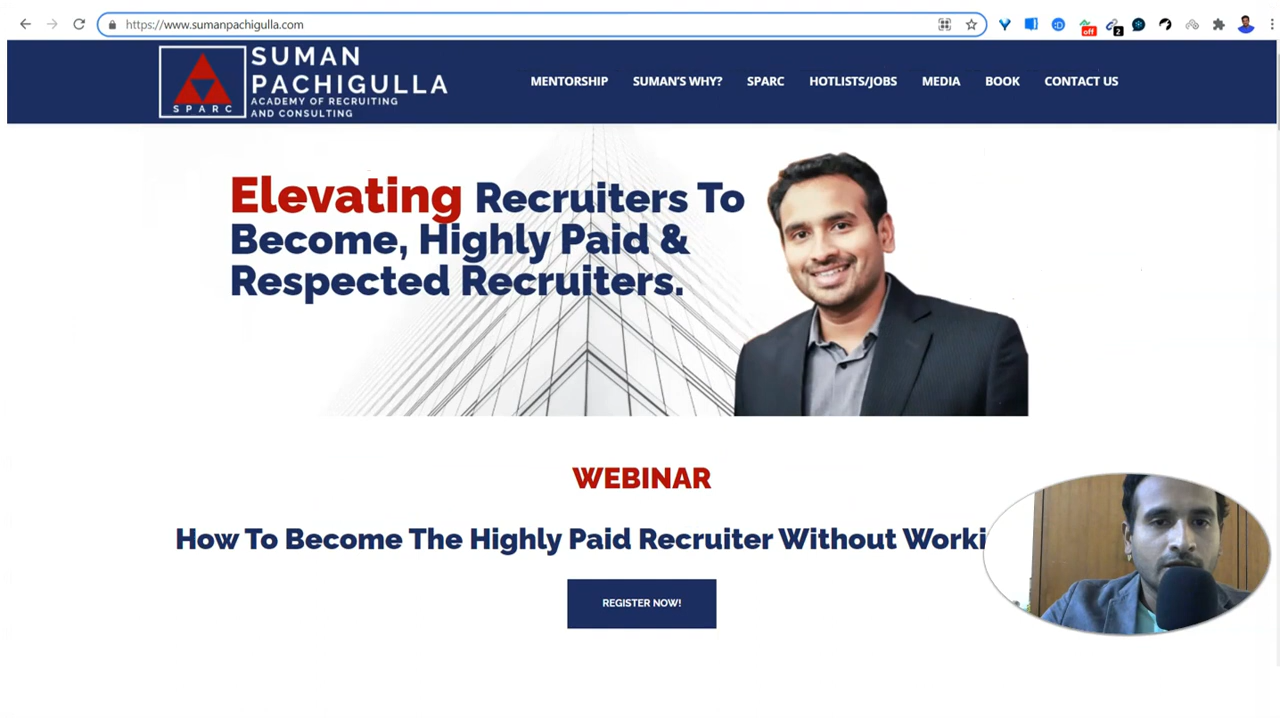 https://www.sumanpachigulla.com
off
2
SUMAN
PACHIGULLA
ACADEMY OF RECRUITING
AND CONSULTING
SPARC
MENTORSHIP SUMAN'S WHY? SPARC HOTLISTS/JOBS MEDIA BOOK CONTACT US
Elevating Recruiters To
Become, Highly Paid &
Respected Recruiters.
WEBINAR
How To Become The Highly Paid Recruiter Without Worki
REGISTER NOW!